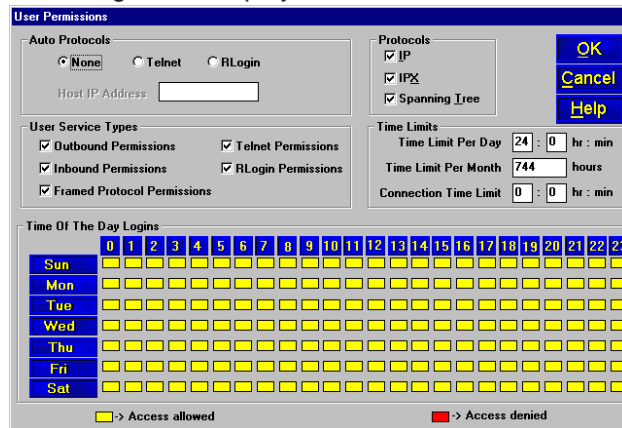 User Permissions
Auto Protocols
None Telnet RLogin
Host IP Address
Protocols
IP
IPX
Spanning Tree
OK
Cancel
Help
User Service Types
Outbound Permissions Telnet Permissions
Inbound Permissions RLogin Permissions
Framed Protocol Permissions
Time Limits
Time Limit Per Day 24 : 0 hr : min
Time Limit Per Month 744 hours
Connection Time Limit 0 : 0 hr : min
Time Of The Day Logins
0 1 2 3 4 5 6 7 8 9 10 11 12 13 14 15 16 17 18 19 20 21 22 23
Sun
Mon
Tue
Wed
Thu
Fri
Sat
-> Access allowed -> Access denied